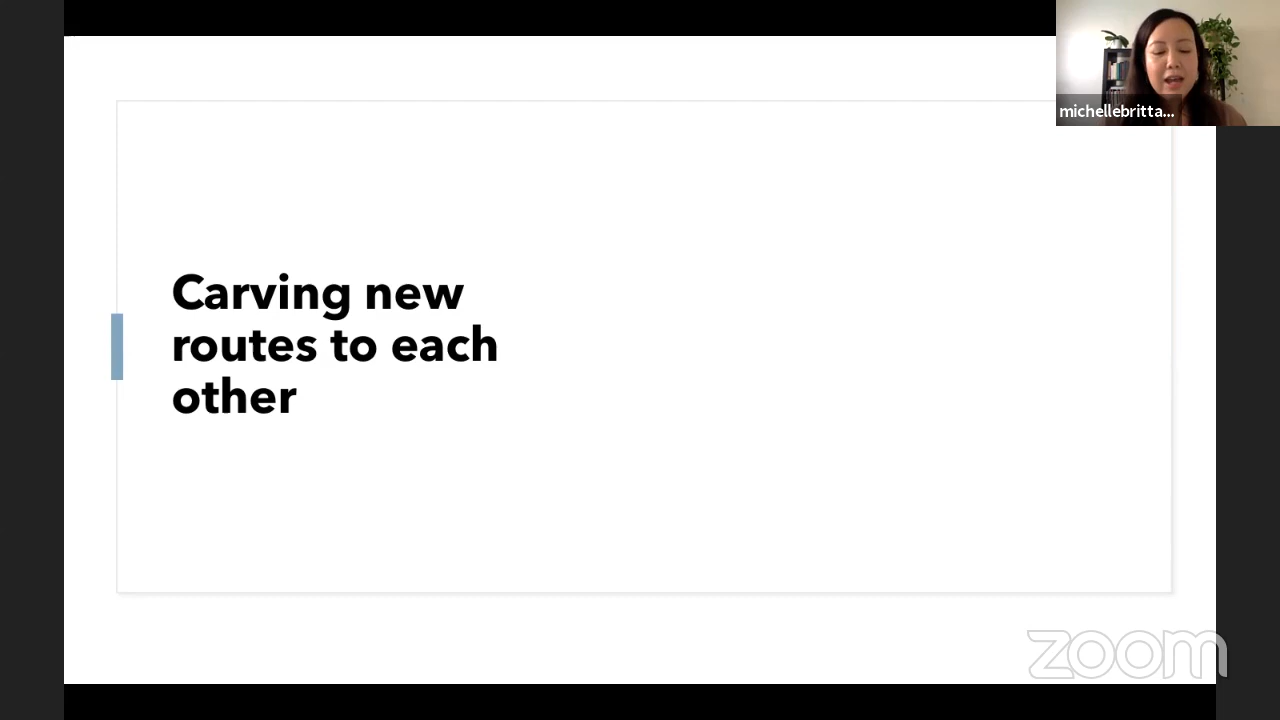 michellebritta...
Carving new
routes to each
other
zoom